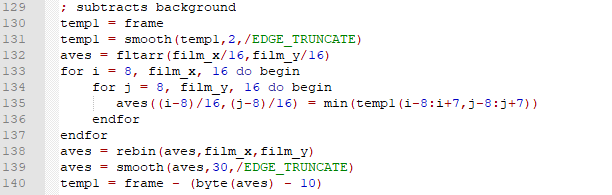 129 ; subtracts background
130 temp1 = frame
131 temp1 = smooth(temp1,2,/EDGE_TRUNCATE)
132 aves = fltarr(film_x/16,film_y/16)
133 for i = 8, film_x, 16 do begin
134 for j = 8, film_y, 16 do begin
135 aves((i-8)/16,(j-8)/16) = min(temp1(i-8:i+7,j-8:j+7))
136 endfor
137 endfor
138 aves = rebin(aves,film_x,film_y)
139 aves = smooth(aves,30,/EDGE_TRUNCATE)
140 temp1 = frame - (byte(aves) - 10)